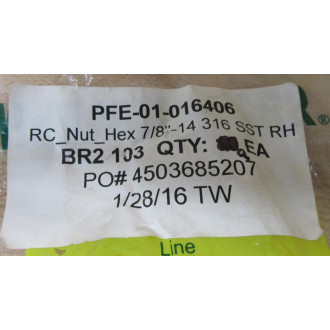 PFE-01-016406
RC_Nut_Hex 7/8"-14 316 SST RH
BR2 103 QTY: EA
PO# 4503685207
1/28/16 TW
Line